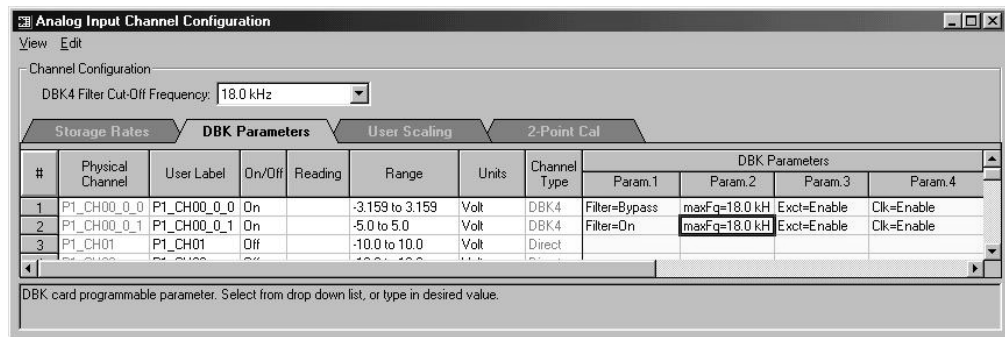 Analog Input Channel Configuration
View Edit
Channel Configuration
DBK4 Filter Cut-Off Frequency: 18.0 kHz
Storage Rates DBK Parameters User Scaling 2-Point Cal
# Physical Channel User Label On/Off Reading Range Units Channel Type DBK Parameters
Param.1 Param.2 Param.3 Param.4
1 P1_CH00_0_0 P1_CH00_0_0 On -3.159 to 3.159 Volt DBK4 Filter=Bypass maxFq=18.0 kH Exct=Enable Clk=Enable
2 P1_CH00_0_1 P1_CH00_0_1 On -5.0 to 5.0 Volt DBK4 Filter=On maxFq=18.0 kH Exct=Enable Clk=Enable
3 P1_CH01 P1_CH01 Off -10.0 to 10.0 Volt Direct
DBK card programmable parameter. Select from drop down list, or type in desired value.